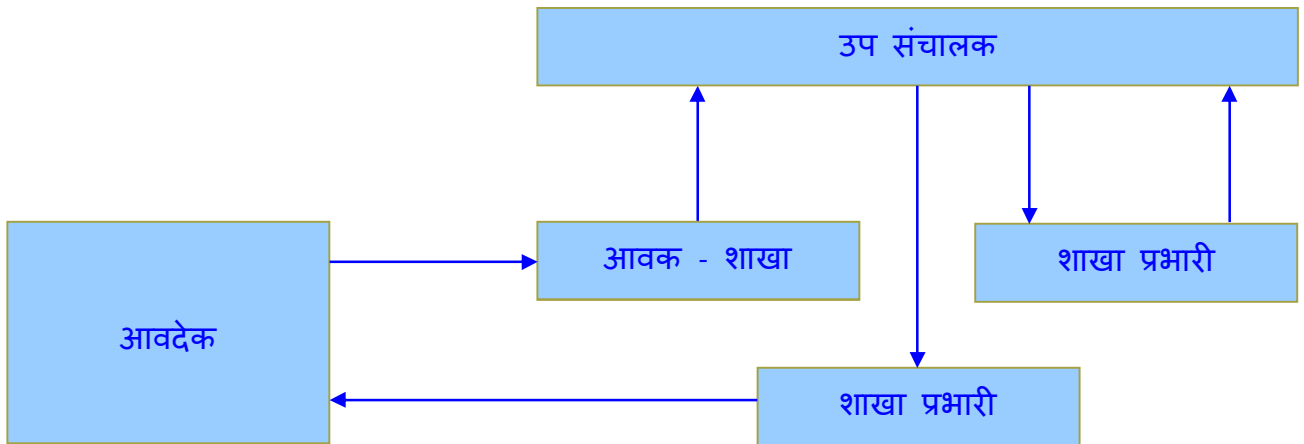 उप संचालक
आवक - शाखा
शाखा प्रभारी
आवदेक
शाखा प्रभारी